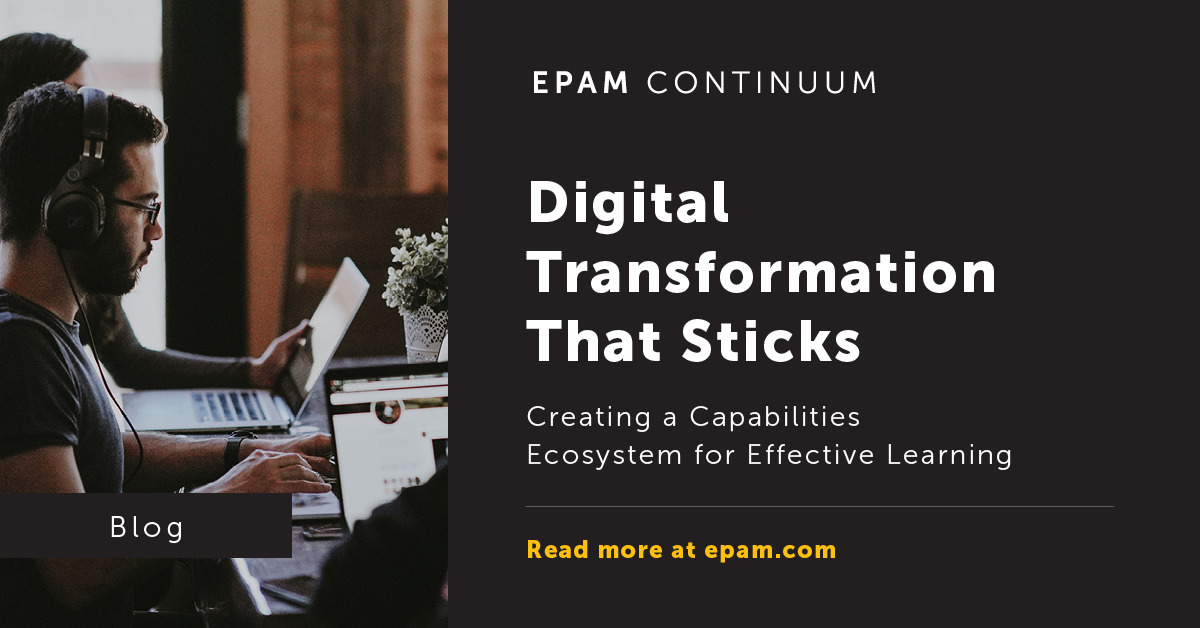 EPAM CONTINUUM
Digital
Transformation
That Sticks
Creating a Capabilities
Ecosystem for Effective Learning
Read more at epam.com
Blog